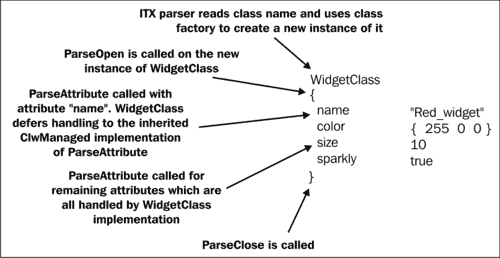 ITX parser reads class name and uses class
factory to create a new instance of it
ParseOpen is called on the new
instance of WidgetClass
ParseAttribute called with
attribute "name". WidgetClass
defers handling to the inherited
ClwManaged implementation
of ParseAttribute
ParseAttribute called for
remaining attributes which are
all handled by WidgetClass
implementation
ParseClose is called
WidgetClass
{
name "Red_widget"
color { 255 0 0 }
size 10
sparkly true
}